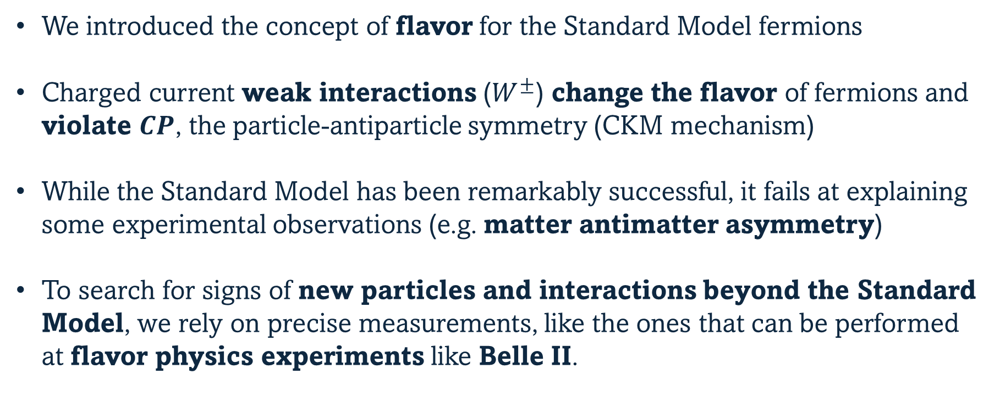 • We introduced the concept of flavor for the Standard Model fermions
• Charged current weak interactions (W±) change the flavor of fermions and
violate CP, the particle-antiparticle symmetry (CKM mechanism)
• While the Standard Model has been remarkably successful, it fails at explaining
some experimental observations (e.g. matter antimatter asymmetry)
• To search for signs of new particles and interactions beyond the Standard
Model, we rely on precise measurements, like the ones that can be performed
at flavor physics experiments like Belle II.